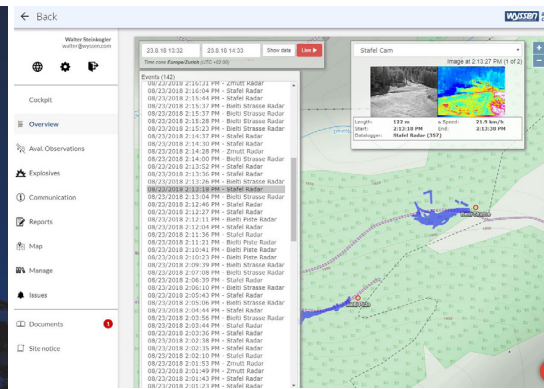 ← Back
WYSSEN
Walter Steinkogler
walter@wyssen.com
Cockpit
Overview
Aval. Observations
Explosives
Communication
Reports
Map
Manage
Issues
Documents
1
Site notice
23.8.18 13:32
23.8.18 14:33
Show data
Live ▶
Time zone Europe/Zurich (UTC +02:00)
Events (142)
08/23/2018 2:16:31 PM - Zmutt Radar
08/23/2018 2:16:04 PM - Stafel Radar
08/23/2018 2:15:44 PM - Stafel Radar
08/23/2018 2:15:37 PM - Bielti Strasse Radar
08/23/2018 2:15:37 PM - Bielti Strasse Radar
08/23/2018 2:15:28 PM - Bielti Strasse Radar
08/23/2018 2:15:23 PM - Bielti Strasse Radar
08/23/2018 2:14:37 PM - Stafel Radar
08/23/2018 2:14:30 PM - Stafel Radar
08/23/2018 2:14:28 PM - Zmutt Radar
08/23/2018 2:14:00 PM - Bielti Strasse Radar
08/23/2018 2:13:52 PM - Stafel Radar
08/23/2018 2:13:36 PM - Stafel Radar
08/23/2018 2:13:26 PM - Bielti Strasse Radar
08/23/2018 2:13:18 PM - Stafel Radar
08/23/2018 2:13:04 PM - Bielti Strasse Radar
08/23/2018 2:12:46 PM - Stafel Radar
08/23/2018 2:12:27 PM - Stafel Radar
08/23/2018 2:12:11 PM - Bielti Piste Radar
08/23/2018 2:12:04 PM - Stafel Radar
08/23/2018 2:11:36 PM - Stafel Radar
08/23/2018 2:11:21 PM - Bielti Piste Radar
08/23/2018 2:10:41 PM - Bielti Piste Radar
08/23/2018 2:10:23 PM - Bielti Piste Radar
08/23/2018 2:09:39 PM - Bielti Strasse Radar
08/23/2018 2:07:08 PM - Bielti Strasse Radar
08/23/2018 2:06:39 PM - Stafel Radar
08/23/2018 2:06:10 PM - Bielti Strasse Radar
08/23/2018 2:05:43 PM - Stafel Radar
08/23/2018 2:05:06 PM - Bielti Strasse Radar
08/23/2018 2:04:44 PM - Stafel Radar
08/23/2018 2:03:56 PM - Bielti Strasse Radar
08/23/2018 2:03:44 PM - Stafel Radar
08/23/2018 2:03:36 PM - Stafel Radar
08/23/2018 2:02:38 PM - Stafel Radar
08/23/2018 2:02:35 PM - Stafel Radar
08/23/2018 2:02:10 PM - Stafel Radar
08/23/2018 2:01:53 PM - Zmutt Radar
08/23/2018 2:01:49 PM - Zmutt Radar
08/23/2018 2:01:43 PM - Stafel Radar
08/23/2018 2:01:23 PM - Stafel Radar
Stafel Cam
Image at 2:13:27 PM (1 of 2)
Length: 122 m
⌀ Speed: 21.9 km/h
Start: 2:13:18 PM
End: 2:13:38 PM
Datalogger: Stafel Radar (357)